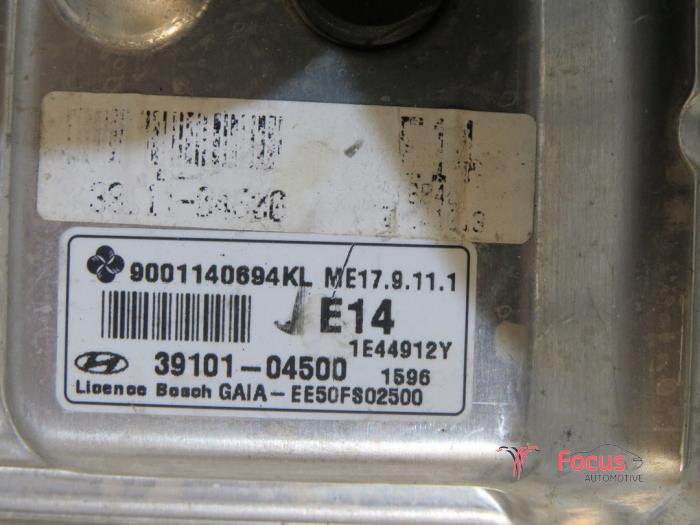 9001140694KL ME17.9.11.1
E14
1E44912Y
39101-04500 1596
Licence Bosch GAIA-EE50FS02500
Focus
AUTOMOTIVE